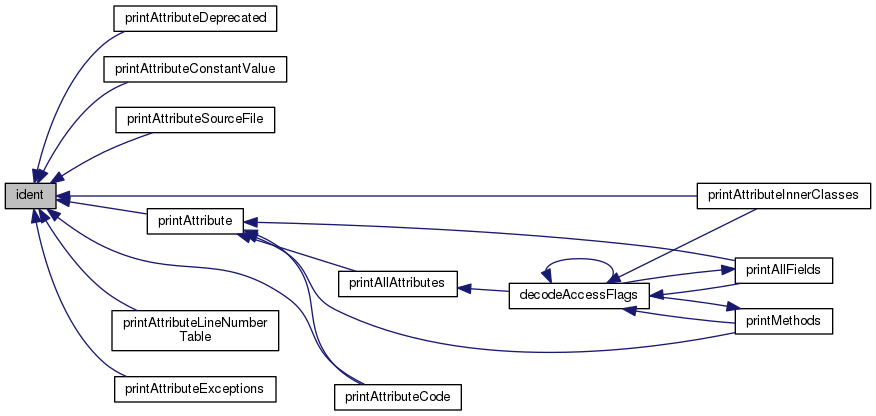 printAttributeDeprecated
printAttributeConstantValue
printAttributeSourceFile
ident
printAttributeInnerClasses
printAttribute
printAllFields
printAllAttributes
decodeAccessFlags
printMethods
printAttributeLineNumber
Table
printAttributeExceptions
printAttributeCode